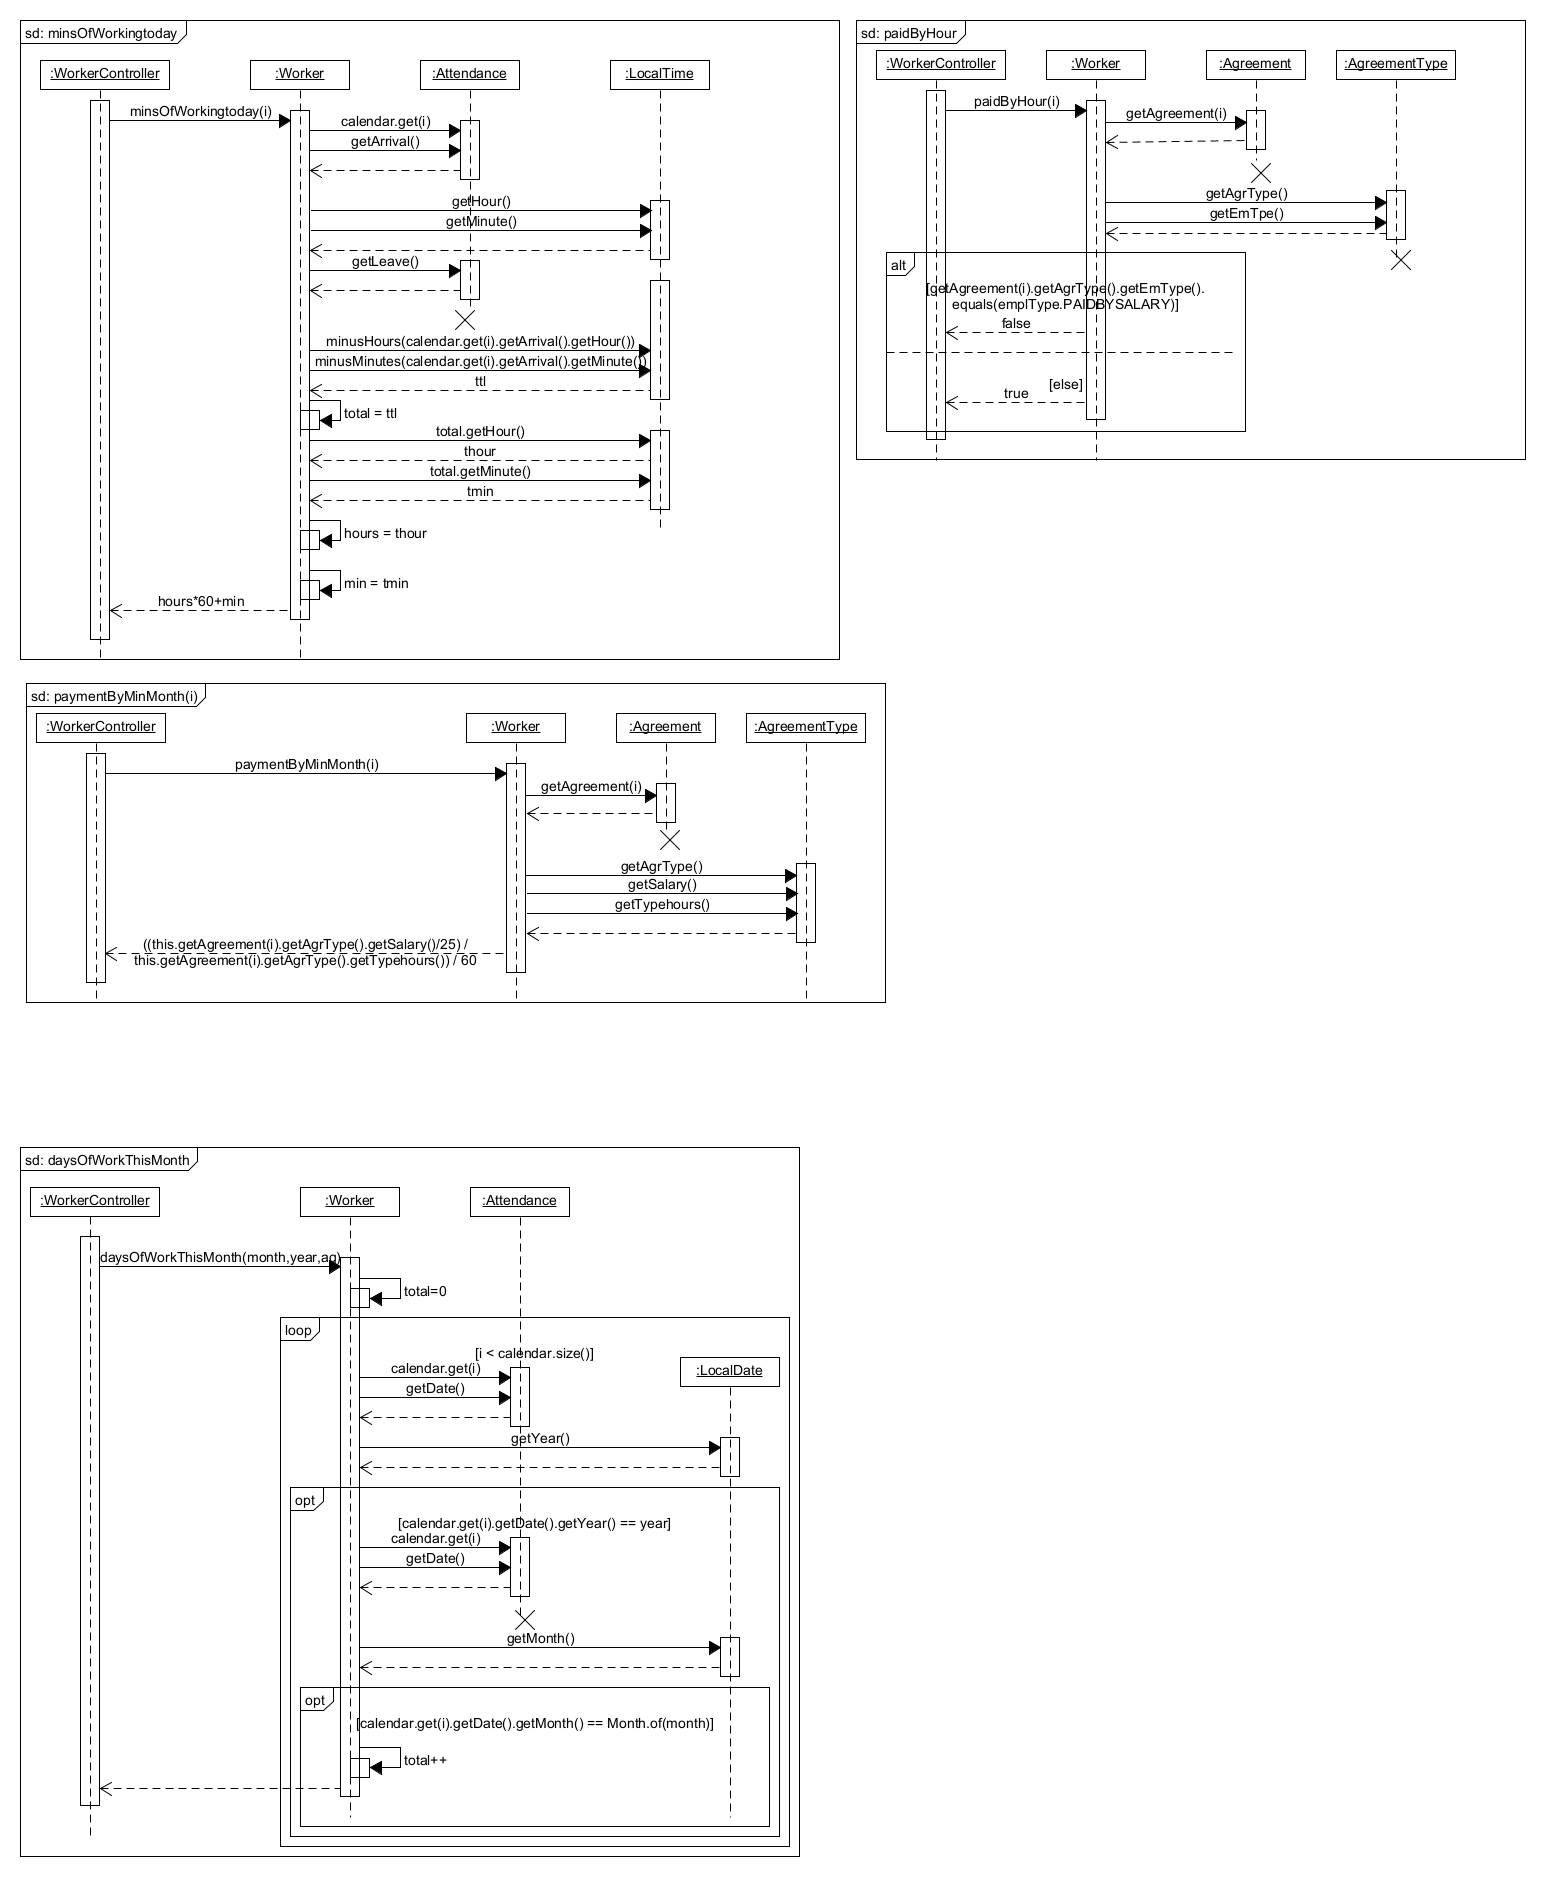 sd: minsOfWorkingtoday
:WorkerController
:Worker
:Attendance
:LocalTime
minsOfWorkingtoday(i)
calendar.get(i)
getArrival()
getHour()
getMinute()
getLeave()
minusHours(calendar.get(i).getArrival().getHour())
minusMinutes(calendar.get(i).getArrival().getMinute())
ttl
total = ttl
total.getHour()
thour
total.getMinute()
tmin
hours = thour
min = tmin
hours*60+min
sd: paidByHour
:WorkerController
:Worker
:Agreement
:AgreementType
paidByHour(i)
getAgreement(i)
getAgrType()
getEmTpe()
alt
[getAgreement(i).getAgrType().getEmType().
equals(emplType.PAIDBYSALARY)]
false
[else]
true
sd: paymentByMinMonth(i)
:WorkerController
:Worker
:Agreement
:AgreementType
paymentByMinMonth(i)
getAgreement(i)
getAgrType()
getSalary()
getTypehours()
((this.getAgreement(i).getAgrType().getSalary()/25) /
this.getAgreement(i).getAgrType().getTypehours()) / 60
sd: daysOfWorkThisMonth
:WorkerController
:Worker
:Attendance
daysOfWorkThisMonth(month,year,ag)
total=0
loop
[i < calendar.size()]
:LocalDate
calendar.get(i)
getDate()
getYear()
opt
[calendar.get(i).getDate().getYear() == year]
calendar.get(i)
getDate()
getMonth()
opt
[calendar.get(i).getDate().getMonth() == Month.of(month)]
total++